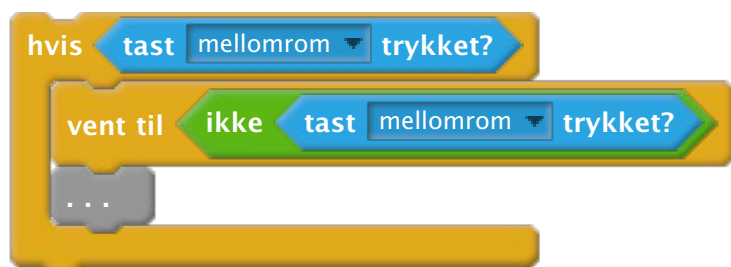 hvis tast mellomrom trykket?
vent til ikke tast mellomrom trykket?
. . .